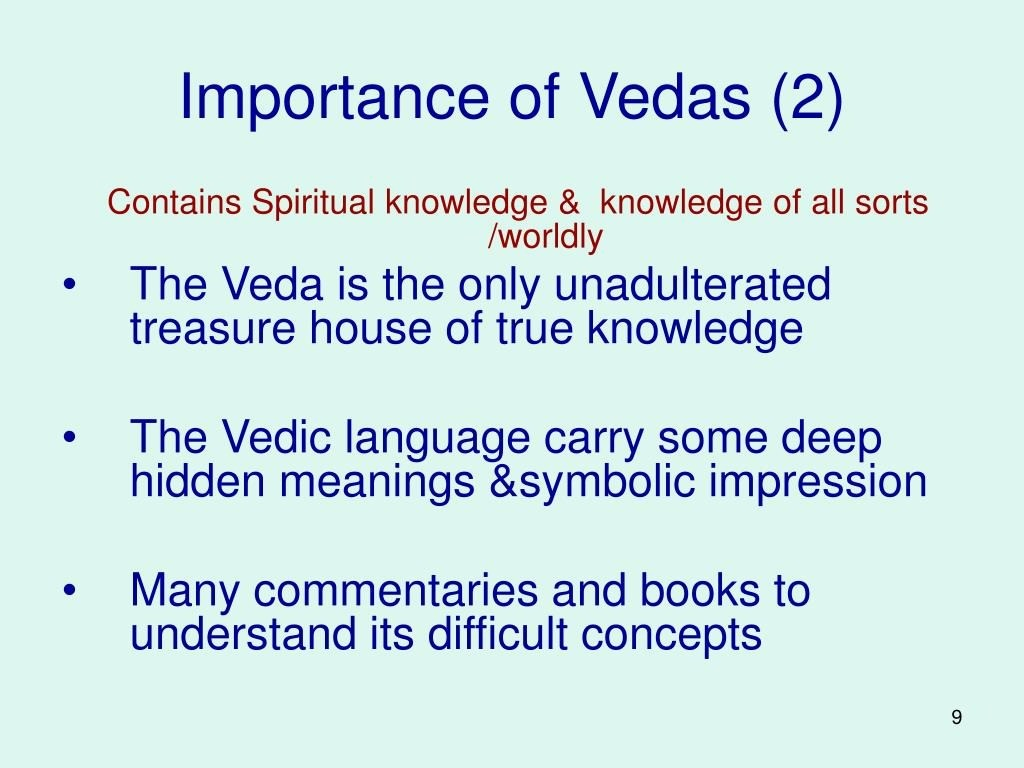 Importance of Vedas (2)
Contains Spiritual knowledge &  knowledge of all sorts
/worldly
• The Veda is the only unadulterated
treasure house of true knowledge
• The Vedic language carry some deep
hidden meanings &symbolic impression
• Many commentaries and books to
understand its difficult concepts
9